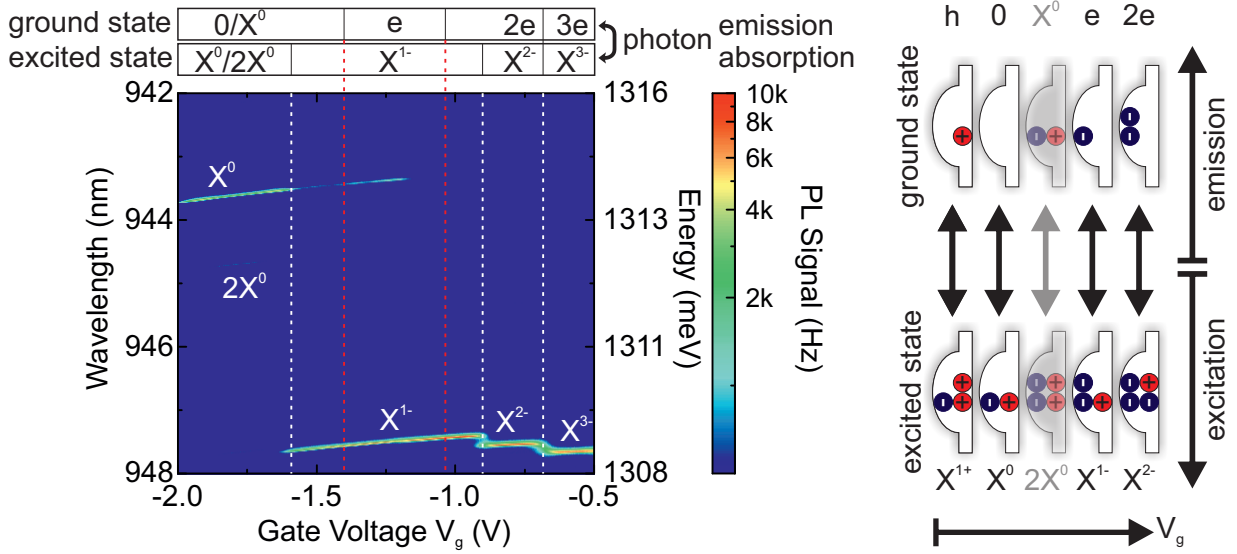 ground state 0/X⁰ e 2e 3e
excited state X⁰/2X⁰ X¹⁻ X²⁻ X³⁻
photon
emission
absorption
942
944
946
948
Wavelength (nm)
X⁰
2X⁰
X¹⁻
X²⁻
X³⁻
-2.0 -1.5 -1.0 -0.5
Gate Voltage V_g (V)
1316
1313
1311
1308
Energy (meV)
10k
8k
6k
4k
2k
PL Signal (Hz)
h 0 X⁰ e 2e
ground state
+
- +
-
-
-
emission
excited state
+
- +
- +
- +
- +
-
- +
- +
- -
excitation
X¹⁺ X⁰ 2X⁰ X¹⁻ X²⁻
V_g